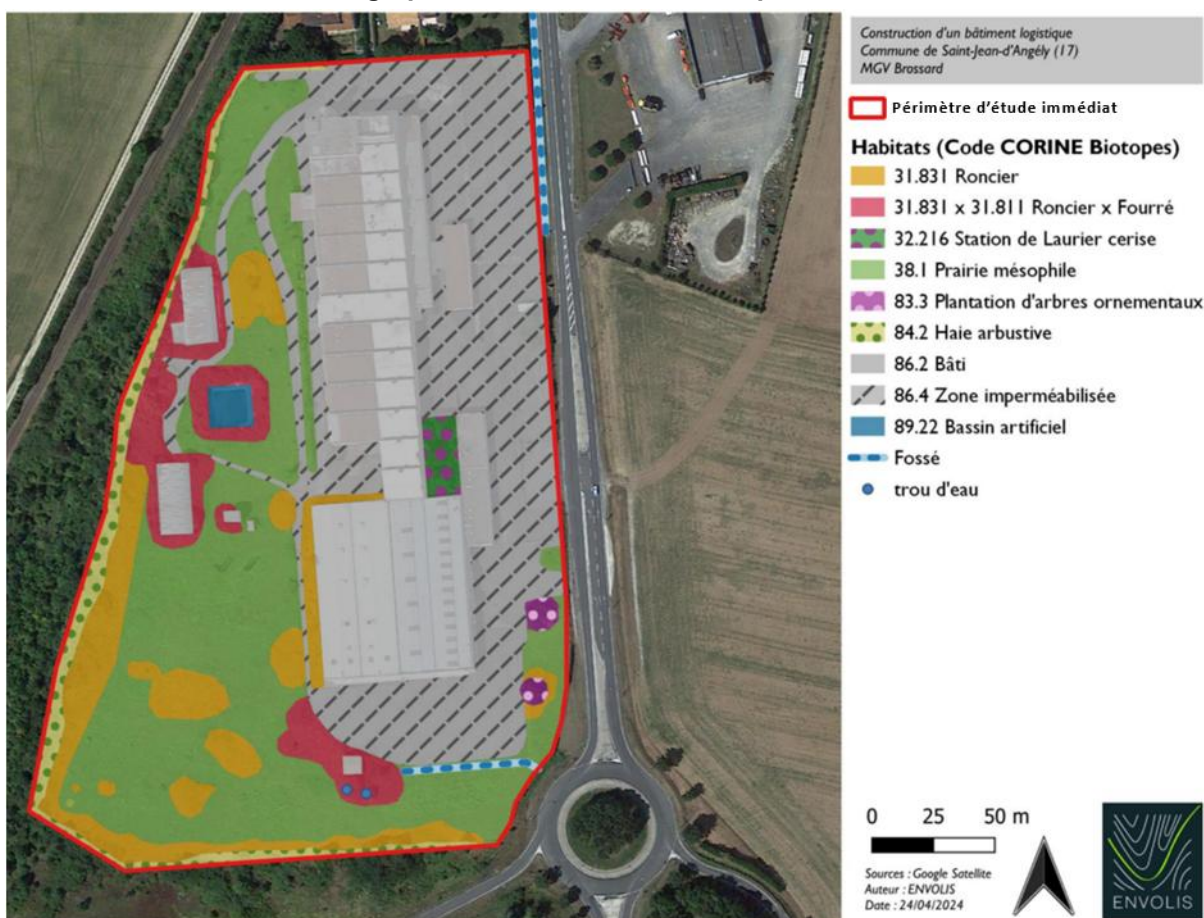 Construction d'un bâtiment logistique
Commune de Saint-Jean-d'Angély (17)
MGV Brossard
Périmètre d'étude immédiat
Habitats (Code CORINE Biotopes)
31.831 Roncier
31.831 x 31.811 Roncier x Fourré
32.216 Station de Laurier cerise
38.1 Prairie mésophile
83.3 Plantation d'arbres ornementaux
84.2 Haie arbustive
86.2 Bâti
86.4 Zone imperméabilisée
89.22 Bassin artificiel
Fossé
trou d'eau
0 25 50 m
Sources : Google Satellite
Auteur : ENVOLIS
Date : 24/04/2024
ENVOLIS